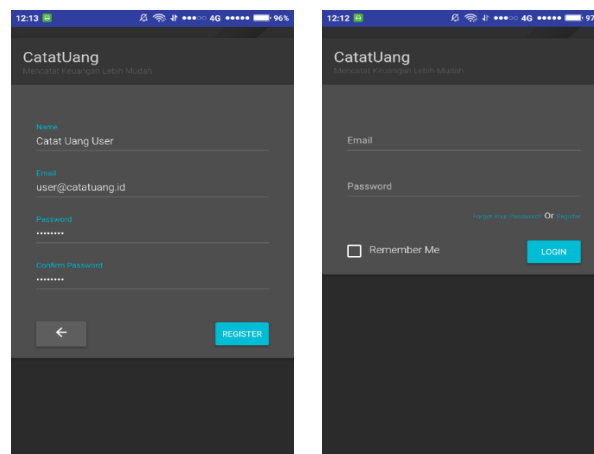 12:13 4G 96%
CatatUang
Mencatat Keuangan Lebih Mudah
Name
Catat Uang User
Email
user@catatuang.id
Password
••••••••
Confirm Password
••••••••
REGISTER
12:12 4G 97
CatatUang
Mencatat Keuangan Lebih Mudah
Email
Password
Forgot Your Password? Or Register
Remember Me
LOGIN